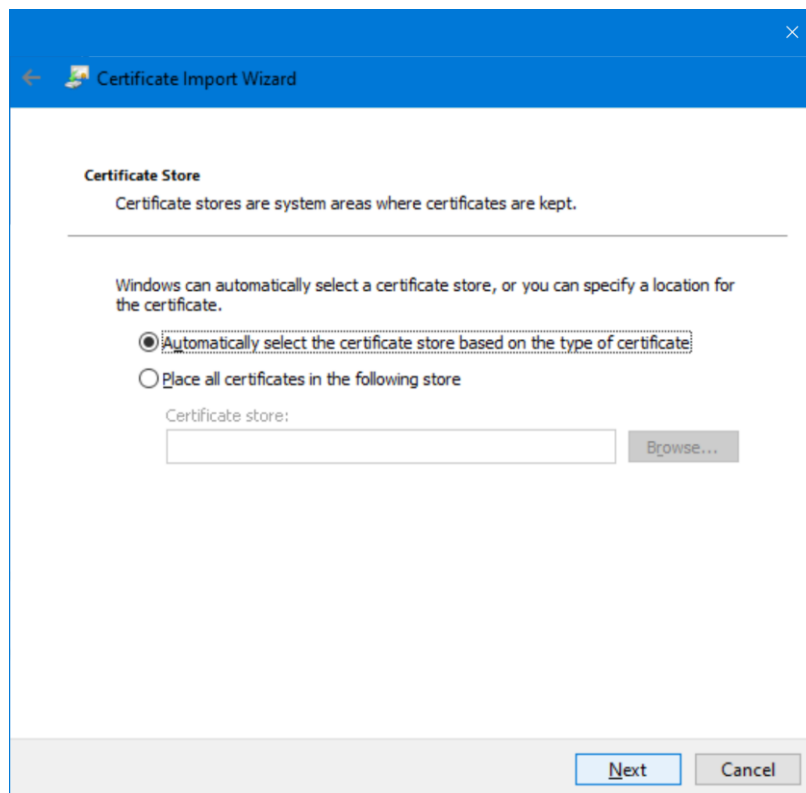 Certificate Import Wizard
Certificate Store
Certificate stores are system areas where certificates are kept.
Windows can automatically select a certificate store, or you can specify a location for
the certificate.
Automatically select the certificate store based on the type of certificate
Place all certificates in the following store
Certificate store:
Browse...
Next
Cancel